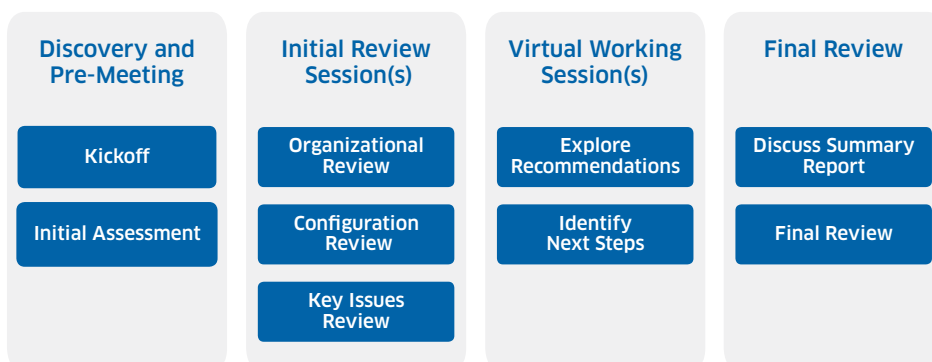 Discovery and
Pre-Meeting
Kickoff
Initial Assessment
Initial Review
Session(s)
Organizational
Review
Configuration
Review
Key Issues
Review
Virtual Working
Session(s)
Explore
Recommendations
Identify
Next Steps
Final Review
Discuss Summary
Report
Final Review